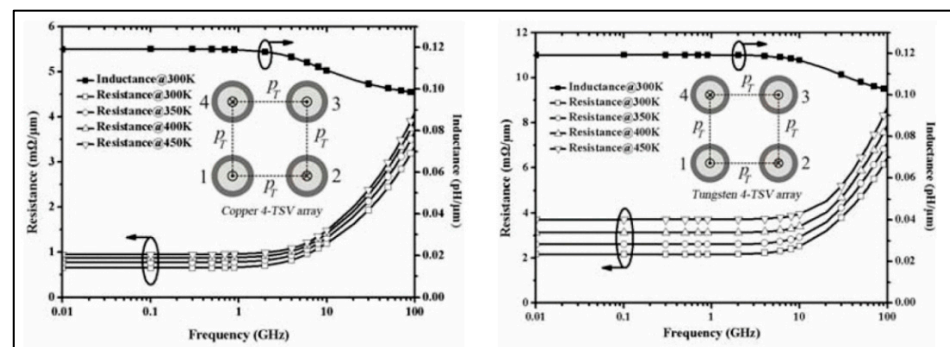 6
5
4
3
2
1
0
Resistance (mΩ/μm)
Inductance@300K
Resistance@300K
Resistance@350K
Resistance@400K
Resistance@450K
4
3
1
2
P_T
P_T
P_T
P_T
Copper 4-TSV array
0.12
0.10
0.08
0.06
0.04
0.02
0.00
Inductance (pH/μm)
0.01
0.1
1
10
100
Frequency (GHz)
12
10
8
6
4
2
0
Resistance (mΩ/μm)
Inductance@300K
Resistance@300K
Resistance@350K
Resistance@400K
Resistance@450K
4
3
1
2
P_T
P_T
P_T
P_T
Tungsten 4-TSV array
0.12
0.10
0.08
0.06
0.04
0.02
0.00
Inductance (pH/μm)
0.01
0.1
1
10
100
Frequency (GHz)